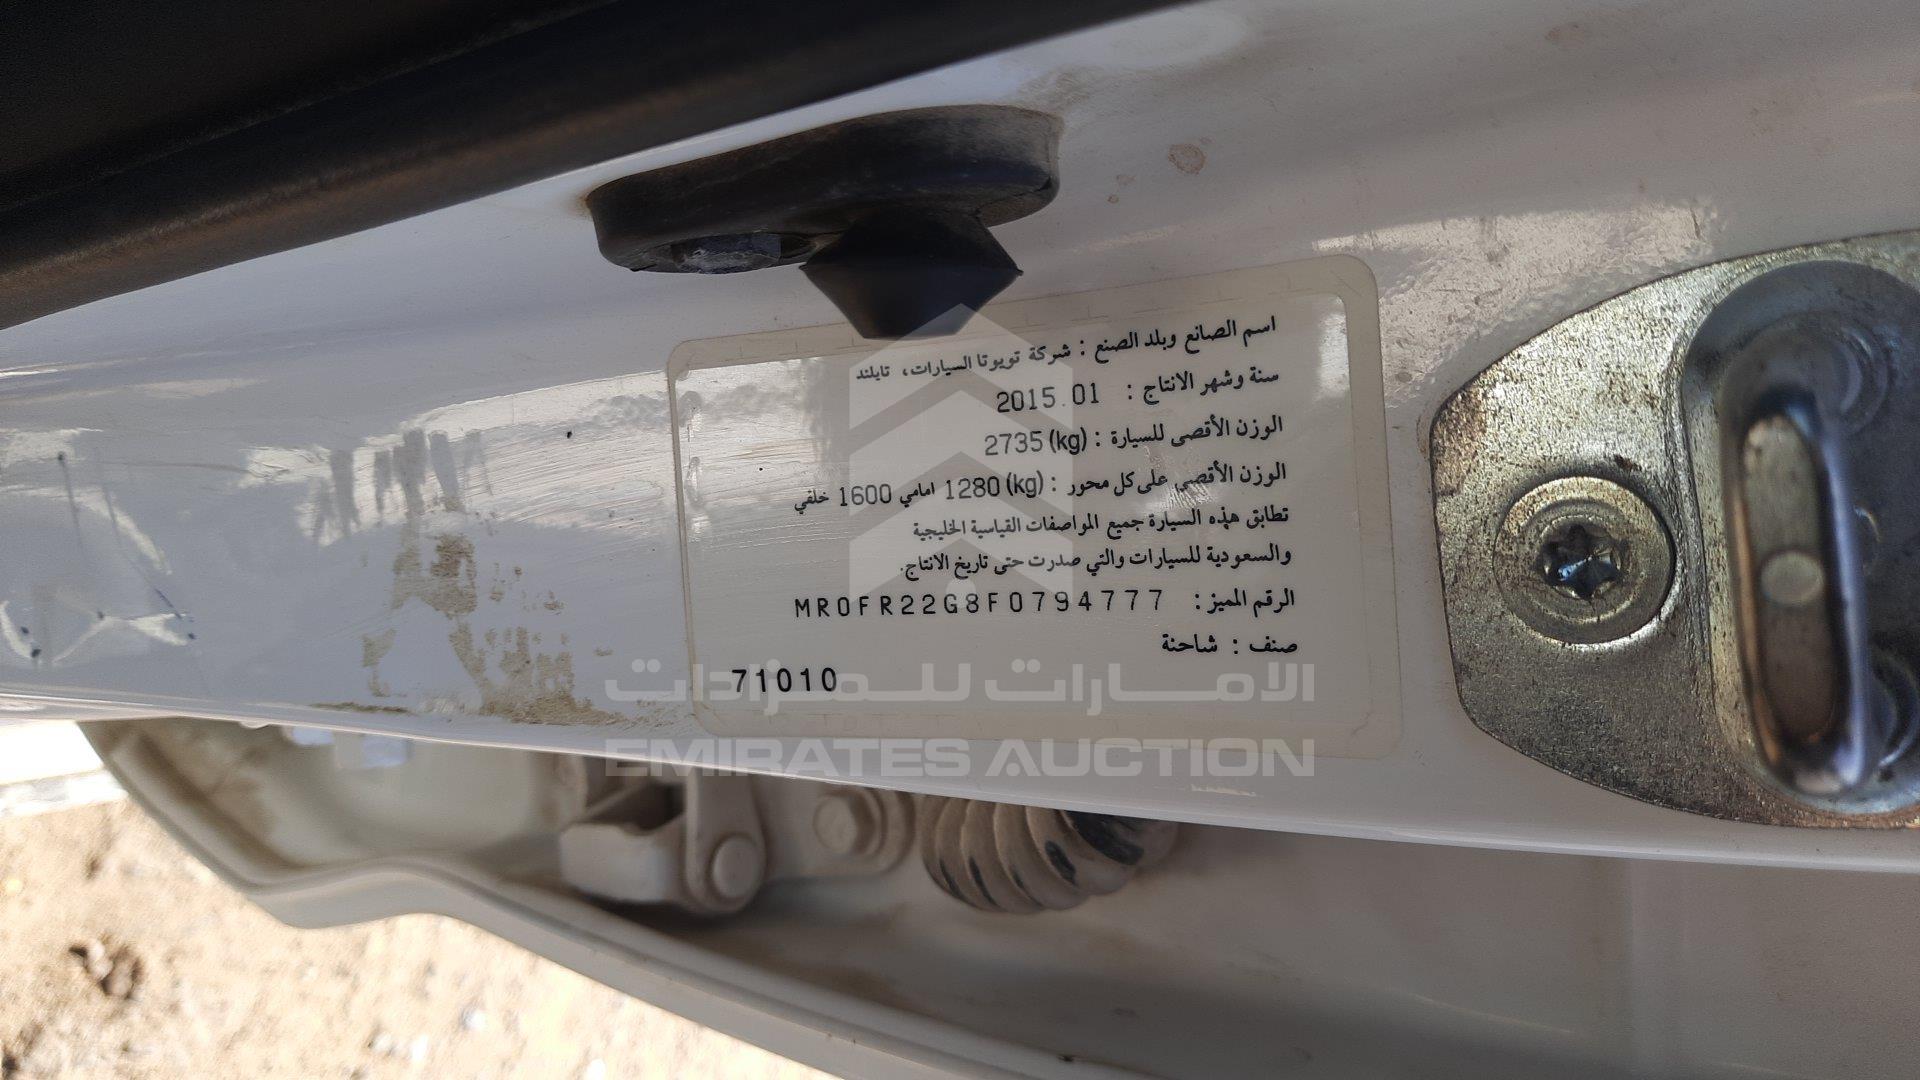 اسم الصانع وبلد الصنع : شركة تويوتا السيارات، تايلند
سنة وشهر الانتاج : 2015.01
الوزن الأقصى للسيارة : (kg) 2735
الوزن الأقصى على كل محور : (kg) 1280 امامي 1600 خلفي
تطابق هذه السيارة جميع المواصفات القياسية الخليجية
والسعودية للسيارات والتي صدرت حتى تاريخ الانتاج.
الرقم المميز : MR0FR22G8F0794777
صنف : شاحنة
71010
الامارات للمزادات
EMIRATES AUCTION